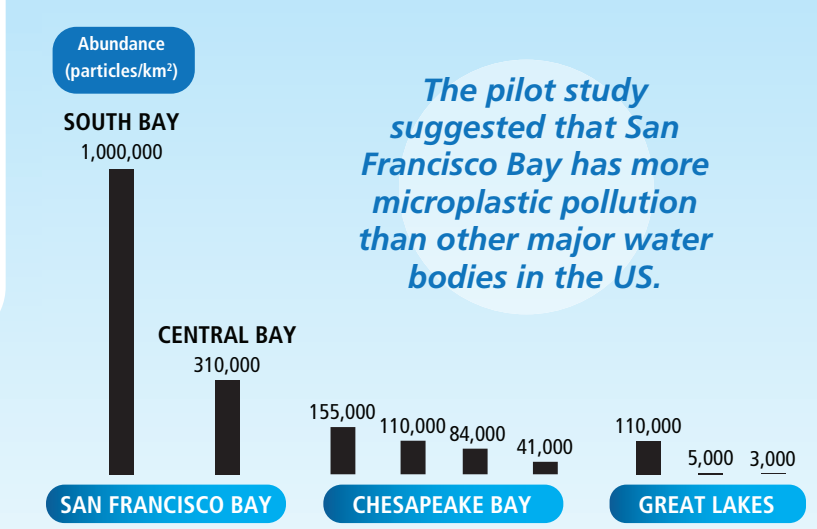 Abundance
(particles/km²)
SOUTH BAY
1,000,000
The pilot study
suggested that San
Francisco Bay has more
microplastic pollution
than other major water
bodies in the US.
CENTRAL BAY
310,000
155,000
110,000
84,000
41,000
110,000
5,000
3,000
SAN FRANCISCO BAY
CHESAPEAKE BAY
GREAT LAKES